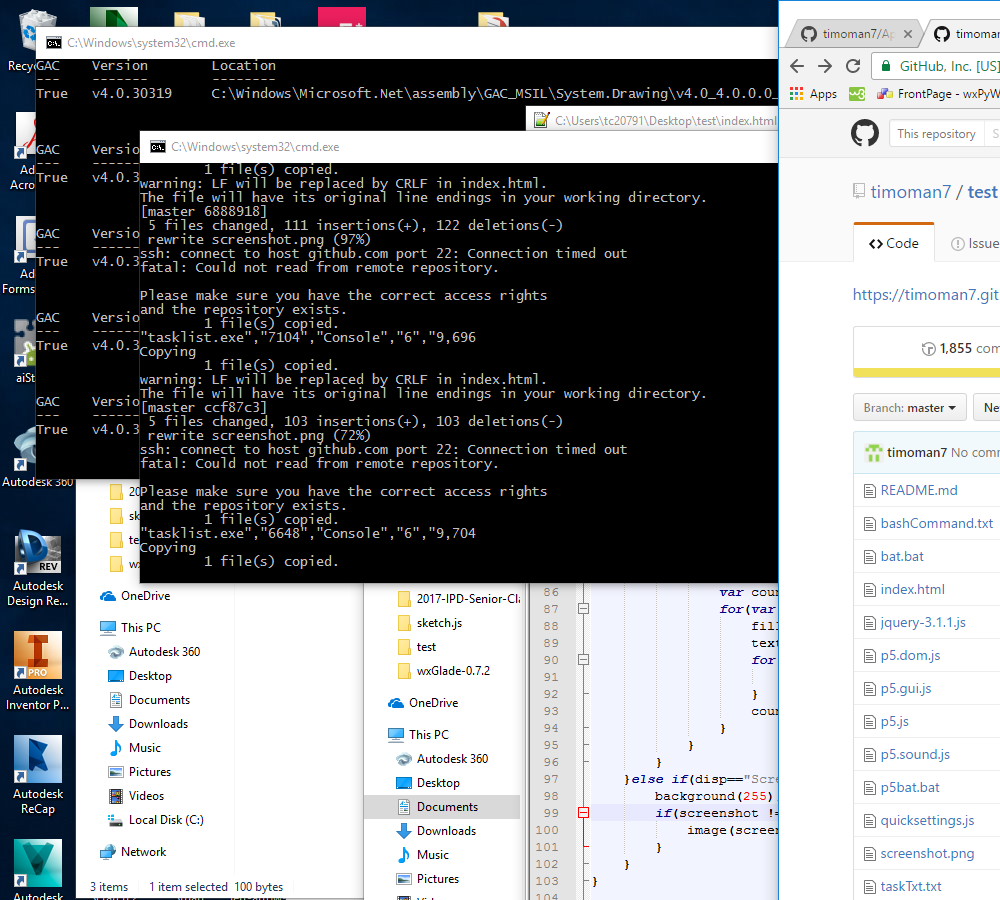 Recyc
Ad
Acro
Ad
Forms
aiSt
Autodesk 360
Autodesk
Design Re...
Autodesk
Inventor P...
Autodesk
ReCap
Autodesk
REV
PRO
C:\Windows\system32\cmd.exe
GAC Version Location
--- -------- --------
True v4.0.30319 C:\Windows\Microsoft.Net\assembly\GAC_MSIL\System.Drawing\v4.0_4.0.0.0_
GAC Versio
--- -----
True v4.0.3
GAC Versio
--- -----
True v4.0.3
GAC Versio
--- -----
True v4.0.3
GAC Versio
--- -----
True v4.0.3
C:\Users\tc20791\Desktop\test\index.html
C:\Windows\system32\cmd.exe
1 file(s) copied.
warning: LF will be replaced by CRLF in index.html.
The file will have its original line endings in your working directory.
[master 6888918]
5 files changed, 111 insertions(+), 122 deletions(-)
rewrite screenshot.png (97%)
ssh: connect to host github.com port 22: Connection timed out
fatal: Could not read from remote repository.
Please make sure you have the correct access rights
and the repository exists.
1 file(s) copied.
"tasklist.exe","7104","Console","6","9,696
Copying
1 file(s) copied.
warning: LF will be replaced by CRLF in index.html.
The file will have its original line endings in your working directory.
[master ccf87c3]
5 files changed, 103 insertions(+), 103 deletions(-)
rewrite screenshot.png (72%)
ssh: connect to host github.com port 22: Connection timed out
fatal: Could not read from remote repository.
Please make sure you have the correct access rights
and the repository exists.
1 file(s) copied.
"tasklist.exe","6648","Console","6","9,704
Copying
1 file(s) copied.
20
sk
te
wx
OneDrive
This PC
Autodesk 360
Desktop
Documents
Downloads
Music
Pictures
Videos
Local Disk (C:)
Network
3 items 1 item selected 100 bytes
2017-IPD-Senior-Cla
sketch.js
test
wxGlade-0.7.2
OneDrive
This PC
Autodesk 360
Desktop
Documents
Downloads
Music
Pictures
86 var coun
87 for(var
88 fill
89 text
90 for
91
92 }
93 coun
94 }
95 }
96 }
97 }else if(disp=="Scre
98 background(255)
99 if(screenshot !=
100 image(screen
101 }
102 }
103 }
104
timoman7/Ap
timoman
GitHub, Inc. [US]
Apps
w3
FrontPage - wxPyW
This repository S
timoman7 / test
Code
Issue
https://timoman7.git
1,855 com
Branch: master
Ne
timoman7 No comm
README.md
bashCommand.txt
bat.bat
index.html
jquery-3.1.1.js
p5.dom.js
p5.gui.js
p5.js
p5.sound.js
p5bat.bat
quicksettings.js
screenshot.png
taskTxt.txt